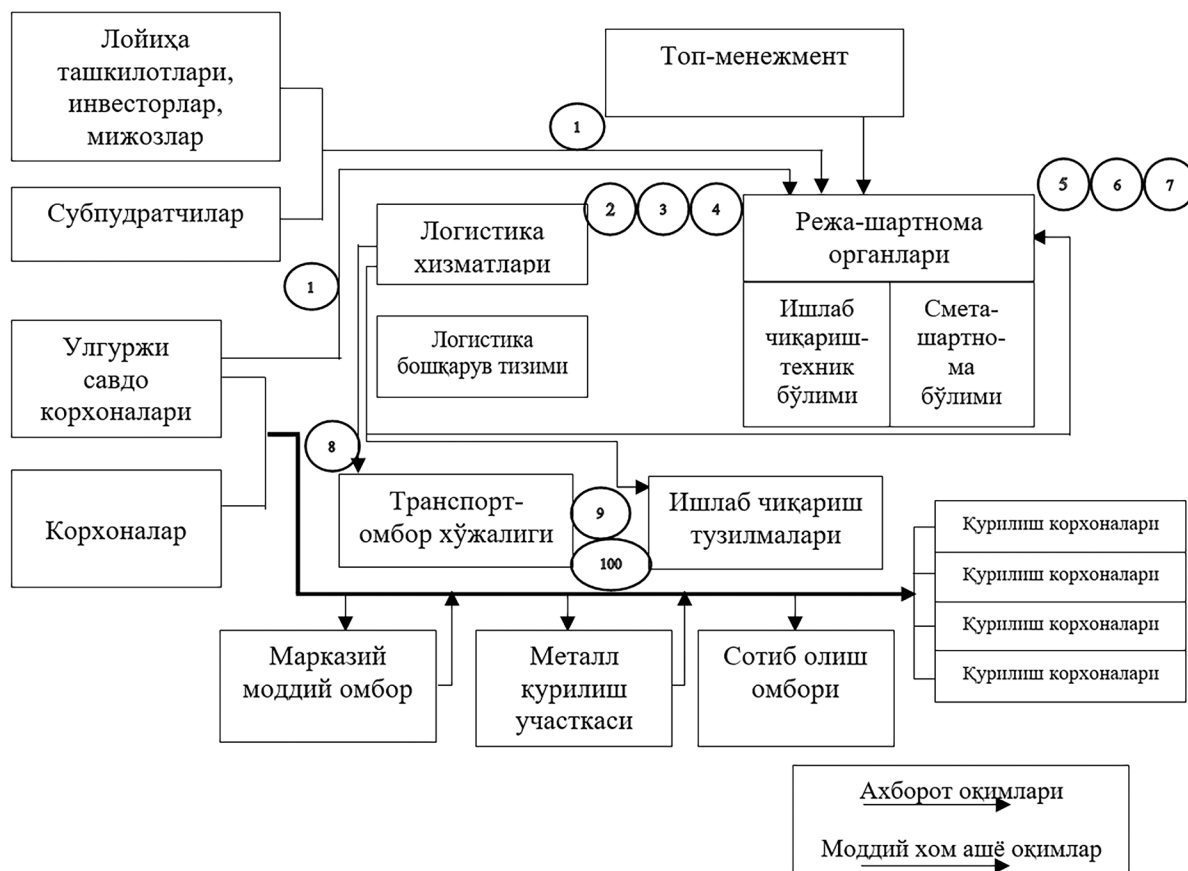 Лойиҳа
ташкилотлари,
инвесторлар,
мижозлар
Топ-менежмент
1
Субпудратчилар
Логистика
хизматлари
2
3
4
5
6
7
Режа-шартнома
органлари
1
Ишлаб
чиқариш-
техник
бўлими
Смета-
шартно-
ма
бўлими
Улгуржи
савдо
корхоналари
Логистика
бошқарув тизими
8
Корхоналар
Транспорт-
омбор хўжалиги
9
100
Ишлаб чиқариш
тузилмалари
Қурилиш корхоналари
Қурилиш корхоналари
Қурилиш корхоналари
Қурилиш корхоналари
Марказий
моддий омбор
Металл
қурилиш
участкаси
Сотиб олиш
омбори
Ахборот оқимлари
Моддий хом ашё оқимлар